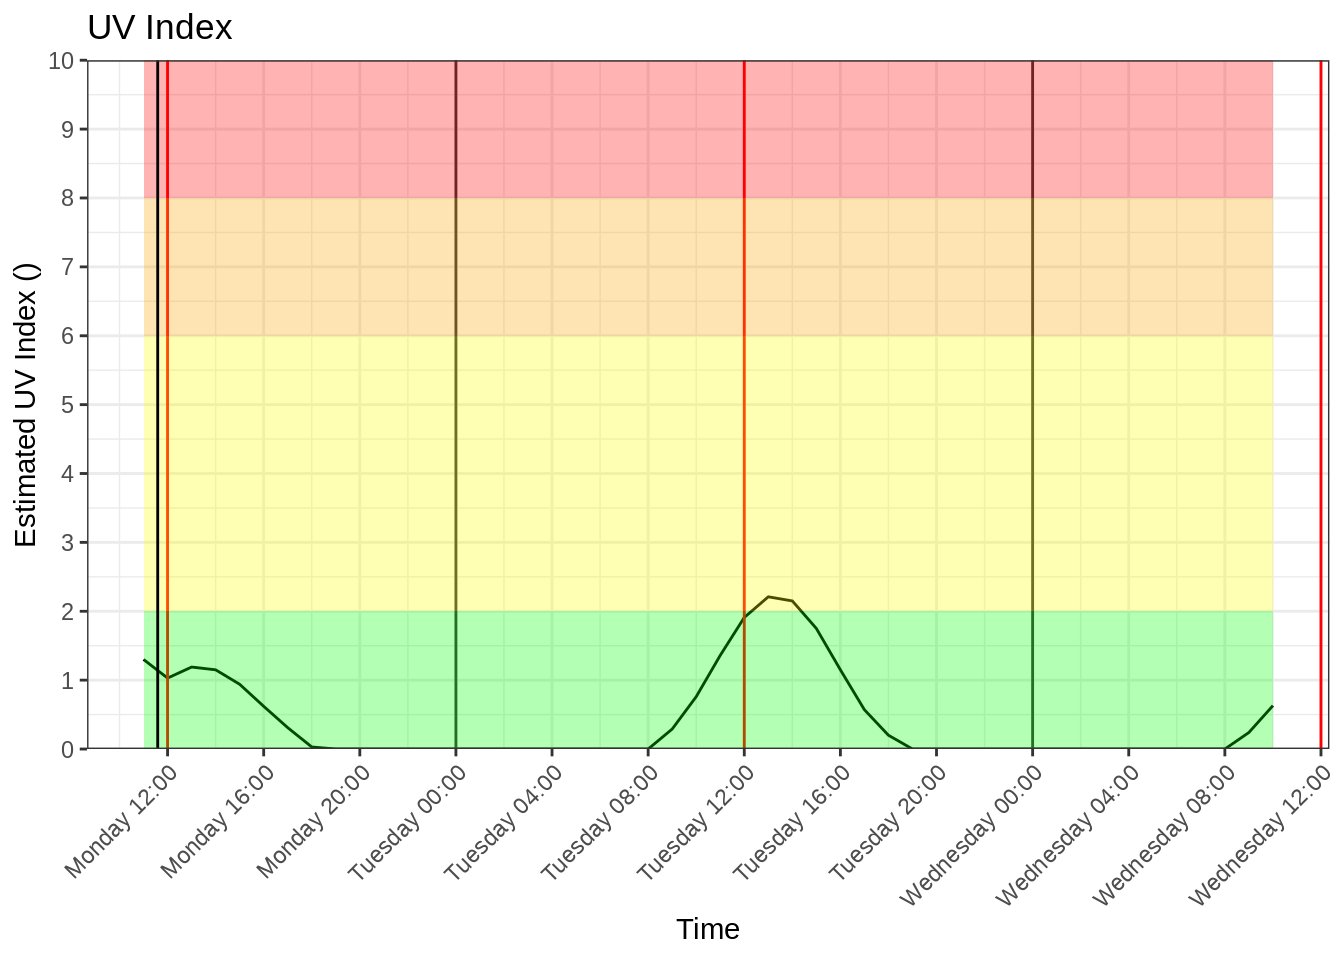 UV Index
Estimated UV Index ()
10
9
8
7
6
5
4
3
2
1
0
Monday 12:00
Monday 16:00
Monday 20:00
Tuesday 00:00
Tuesday 04:00
Tuesday 08:00
Tuesday 12:00
Tuesday 16:00
Tuesday 20:00
Wednesday 00:00
Wednesday 04:00
Wednesday 08:00
Wednesday 12:00
Time